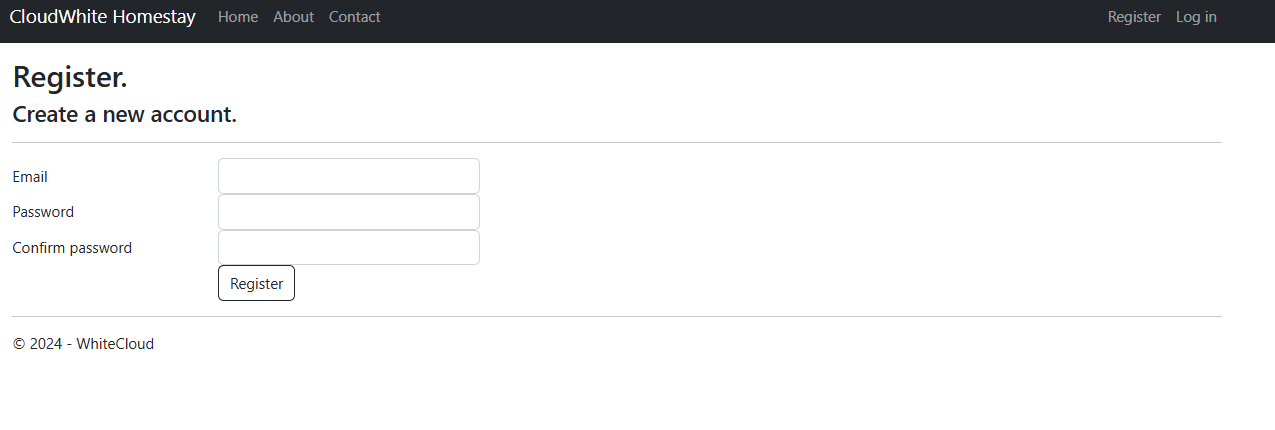 CloudWhite Homestay Home About Contact Register Log in
Register.
Create a new account.
Email
Password
Confirm password
Register
© 2024 - WhiteCloud